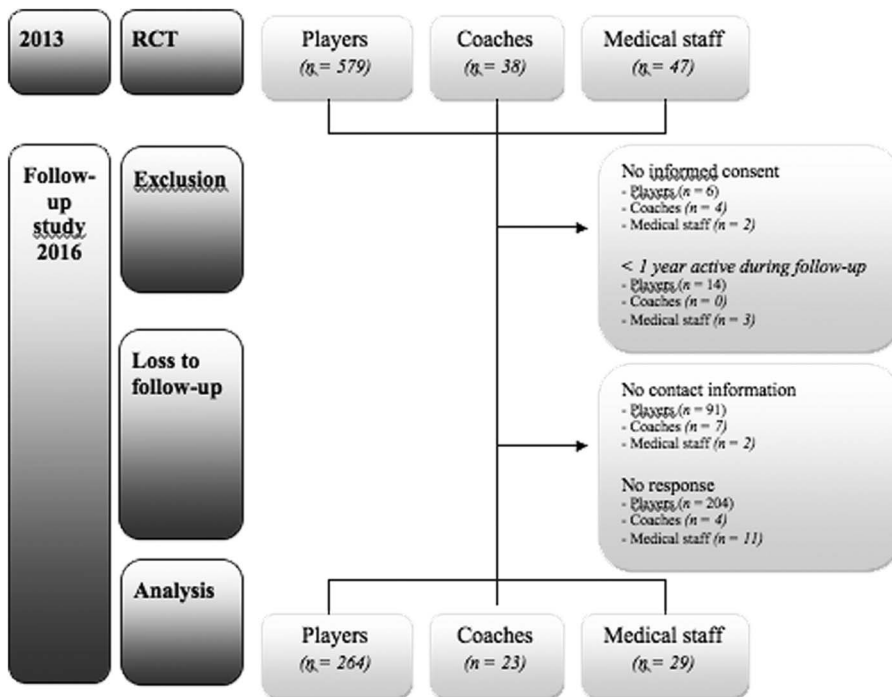 2013
RCT
Players
(n = 579)
Coaches
(n = 38)
Medical staff
(n = 47)
Follow-
up
study
2016
Exclusion
No informed consent
- Players (n = 6)
- Coaches (n = 4)
- Medical staff (n = 2)
< 1 year active during follow-up
- Players (n = 14)
- Coaches (n = 0)
- Medical staff (n = 3)
Loss to
follow-up
No contact information
- Players (n = 91)
- Coaches (n = 7)
- Medical staff (n = 2)
No response
- Players (n = 204)
- Coaches (n = 4)
- Medical staff (n = 11)
Analysis
Players
(n = 264)
Coaches
(n = 23)
Medical staff
(n = 29)